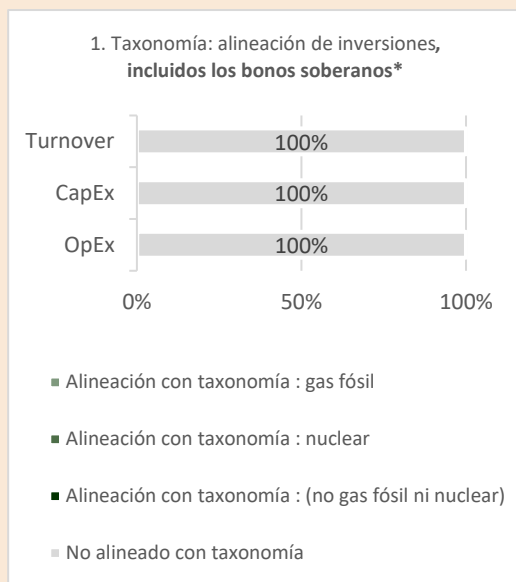 1. Taxonomía: alineación de inversiones,
incluidos los bonos soberanos*
Turnover
100%
CapEx
100%
OpEx
100%
0%
50%
100%
Alineación con taxonomía : gas fósil
Alineación con taxonomía : nuclear
Alineación con taxonomía : (no gas fósil ni nuclear)
No alineado con taxonomía